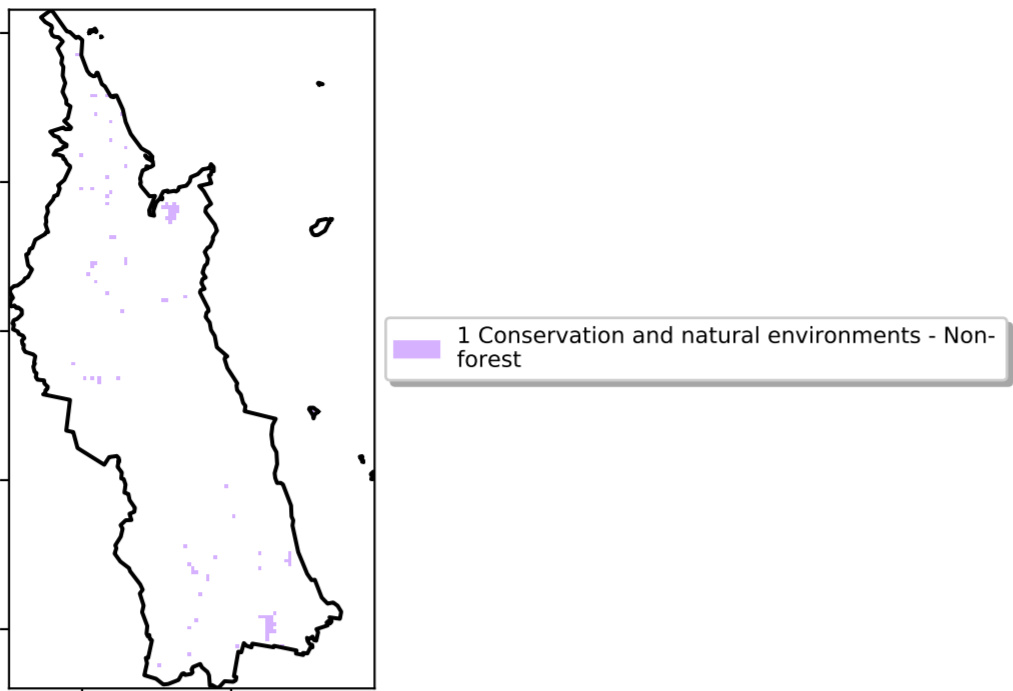 1 Conservation and natural environments - Non-
forest